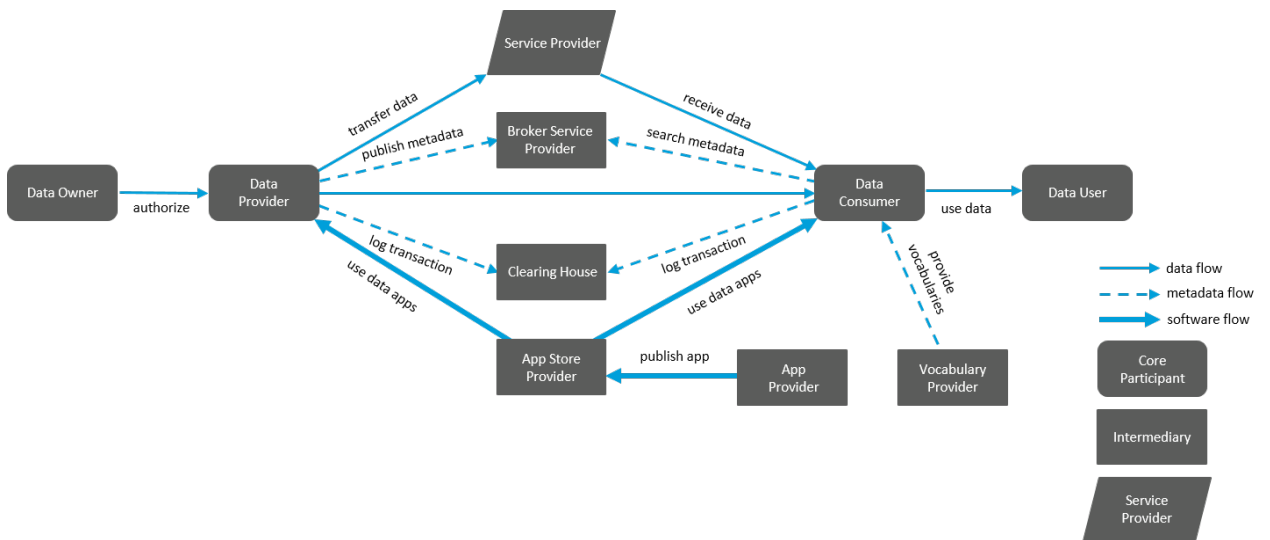 Service Provider
transfer data
receive data
publish metadata
Broker Service
Provider
search metadata
Data Owner
authorize
Data
Provider
Data
Consumer
use data
Data User
log transaction
Clearing House
log transaction
use data apps
use data apps
provide
vocabularies
App Store
Provider
publish app
App
Provider
Vocabulary
Provider
data flow
metadata flow
software flow
Core
Participant
Intermediary
Service
Provider